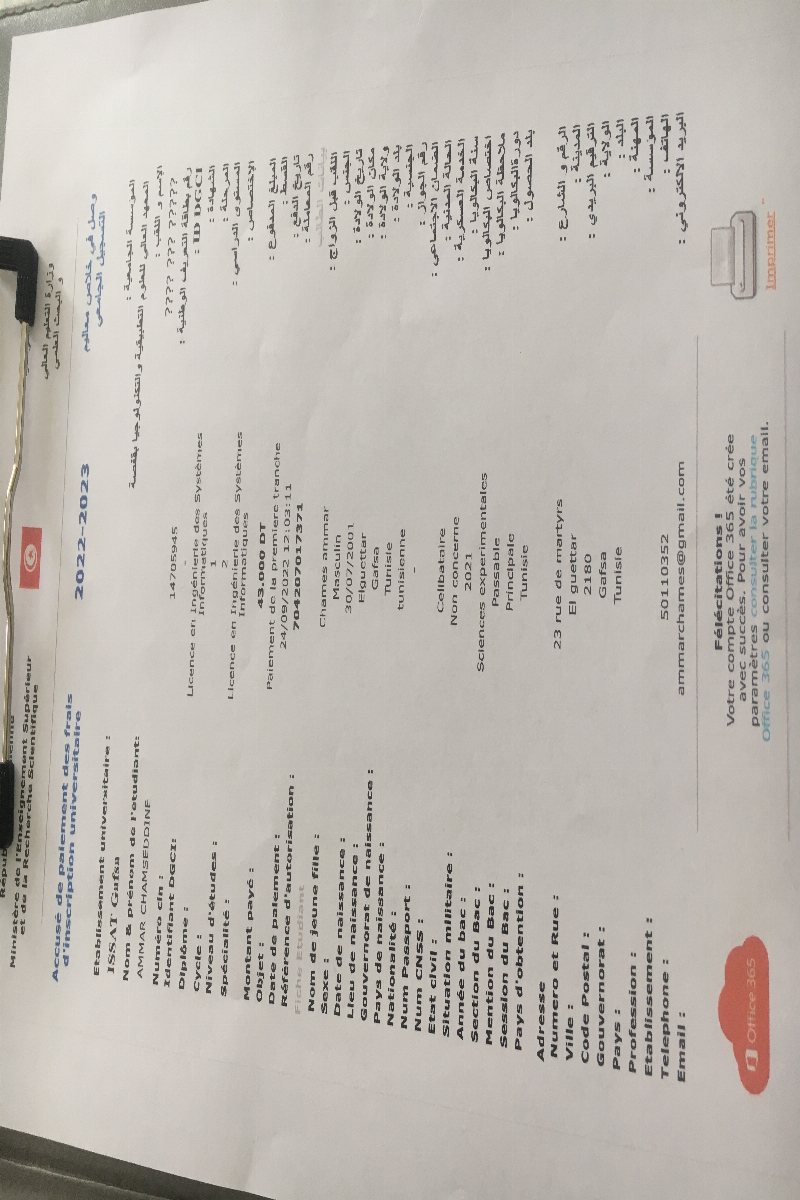 Ministère de l'Enseignement Supérieur
et de la Recherche Scientifique
وزارة التعليم العالي
و البحث العلمي
Accusé de paiement des frais
d'inscription universitaire
2022-2023
وصل في خلاص معاليم
التسجيل الجامعي
Etablissement universitaire :
المؤسسة الجامعية :
ISSAT Gafsa
المعهد العالي للعلوم التطبيقية والتكنولوجيا بقفصة
Nom & prénom de l'étudiant:
الإسم و اللقب :
AMMAR CHAMSEDDINE
???? ??? ?????
Numéro cin : 14705945 رقم بطاقة التعريف الوطنية :
Identifiant DGCI: - ID DGCI :
Diplôme : Licence en Ingénierie des Systèmes Informatiques الشهادة :
Cycle : 1 المرحلة :
Niveau d'études : 2 المستوى الدراسي :
Spécialité : Licence en Ingénierie des Systèmes Informatiques الإختصاص :
Montant payé : 43.000 DT المبلغ المدفوع :
Objet : Paiement de la premiere tranche القسط :
Date de paiement : 24/09/2022 12:03:11 تاريخ الدفع :
Référence d'autorisation : 704207017371 رقم المعاملة :
Fiche Etudiant
Nom de jeune fille : Chames ammar اللقب قبل الزواج :
Sexe : Masculin الجنس :
Date de naissance : 30/07/2001 تاريخ الولادة :
Lieu de naissance : Elguettar مكان الولادة :
Gouvernorat de naissance : Gafsa ولاية الولادة :
Pays de naissance : Tunisie بلد الولادة :
Nationalité : tunisienne الجنسية :
Num Passport : - رقم الجواز :
Num CNSS : الضمان الاجتماعي :
Etat civil : Celibataire الحالة المدنية :
Situation militaire : Non concerne الخدمة العسكرية :
Année du bac : 2021 سنة البكالوريا :
Section du Bac : Sciences experimentales اختصاص البكالوريا :
Mention du Bac : Passable ملاحظة البكالوريا :
Session du Bac : Principale دورة البكالوريا :
Pays d'obtention : Tunisie بلد الحصول :
Adresse
Numero et Rue : 23 rue de martyrs الرقم و الشارع :
Ville : El guettar المدينة :
Code Postal : 2180 الترقيم البريدي :
Gouvernorat : Gafsa الولاية :
Pays : Tunisie البلد :
Profession : المهنة :
Etablissement : المؤسسة :
Telephone : 50110352 الهاتف :
Email : ammarchames@gmail.com البريد الالكتروني :
Office 365
Félécitations !
Votre compte Office 365 été crée
avec succès. Pour avoir vos
paramètres consulter la rubrique
Office 365 ou consulter votre email.
Imprimer